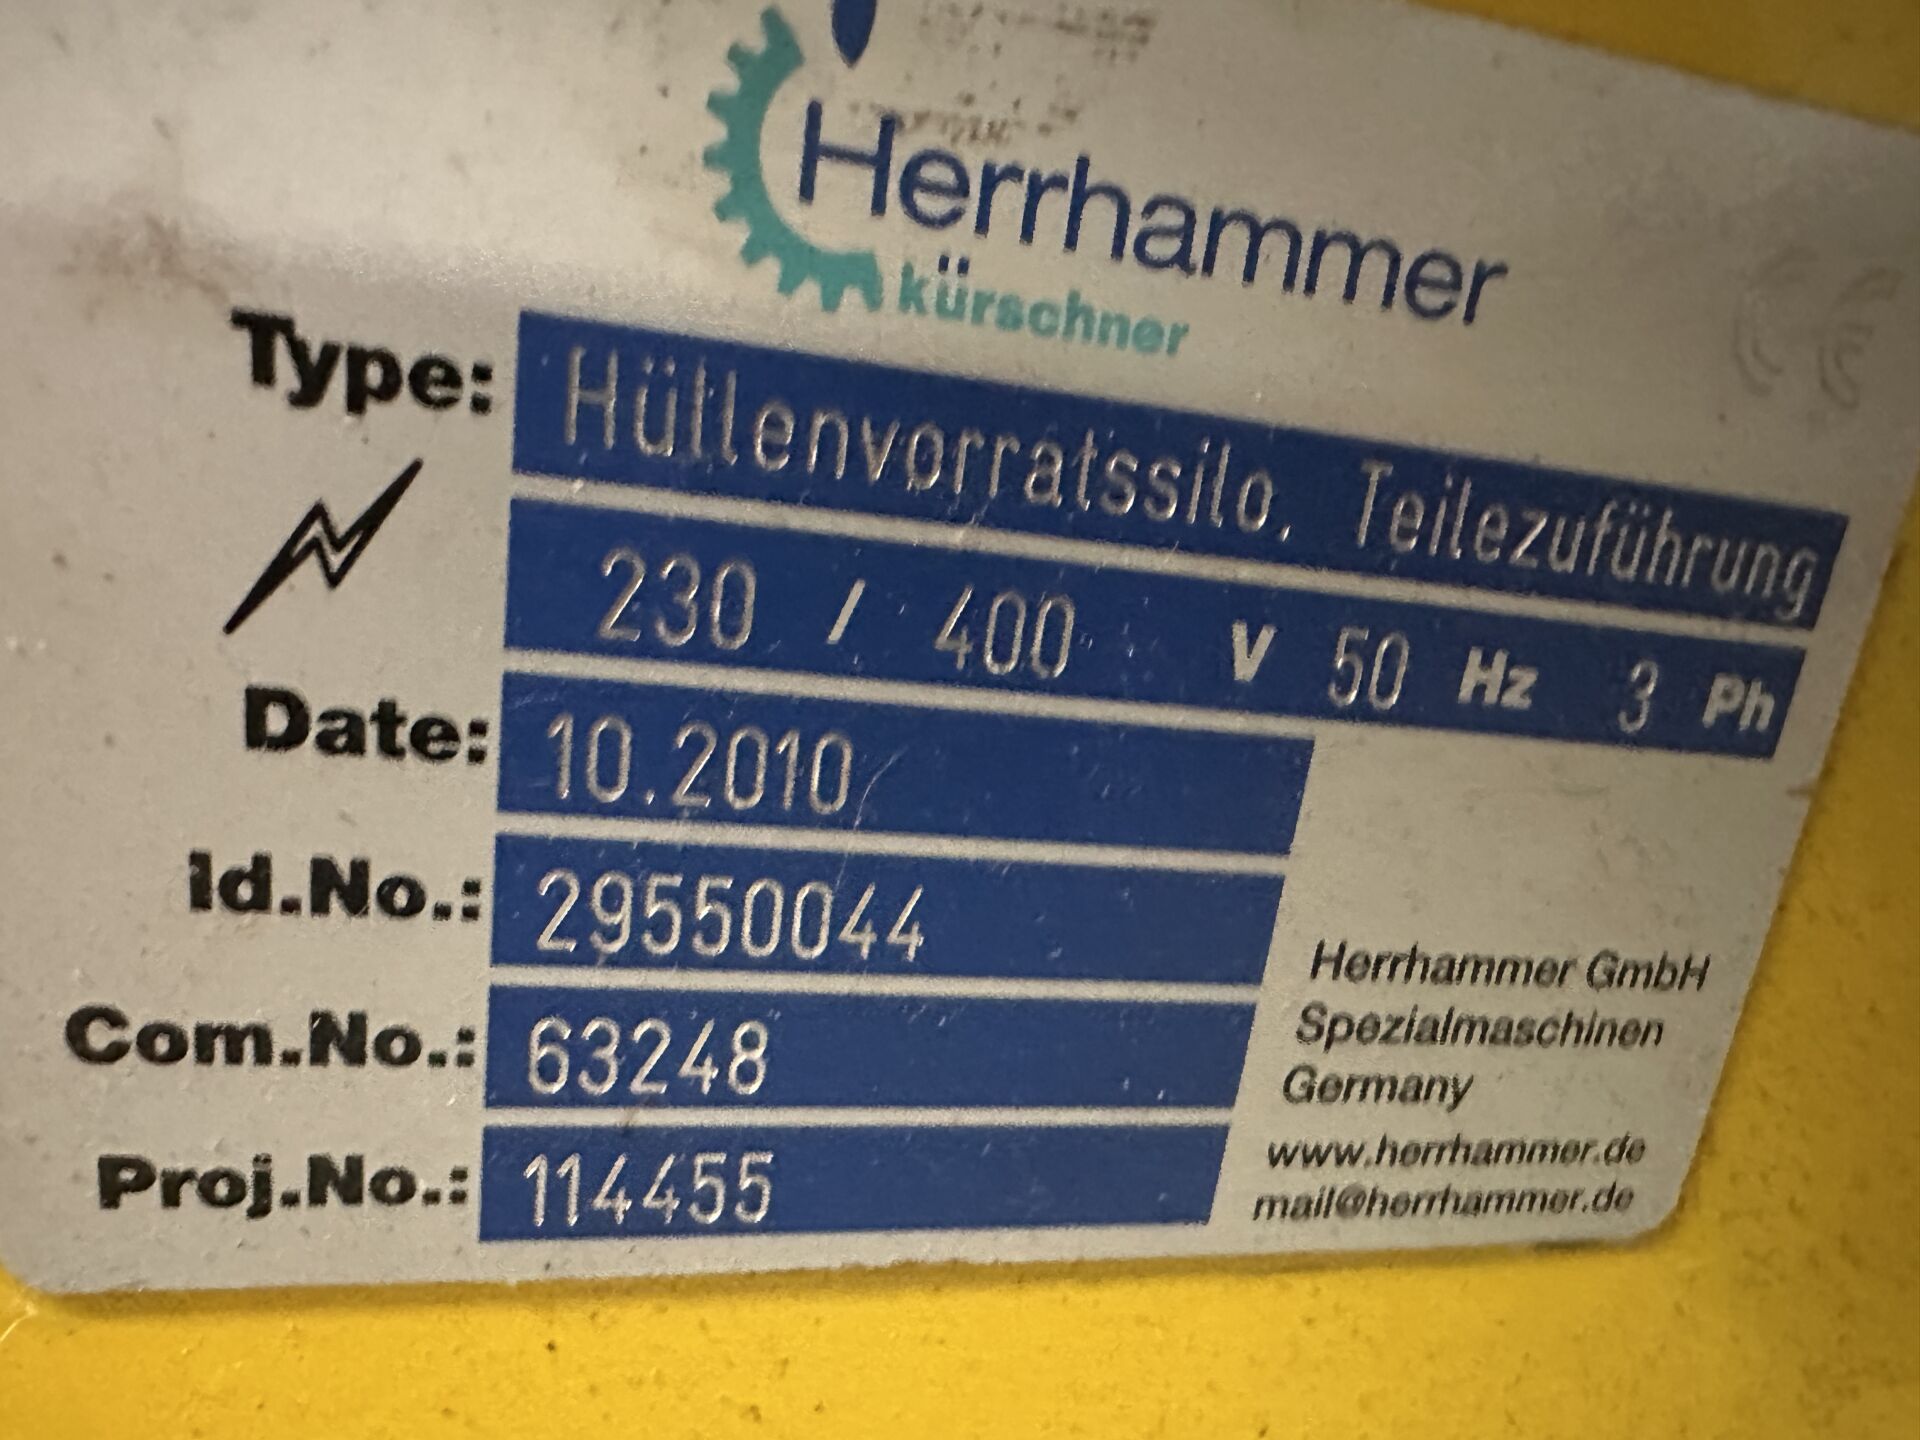 Herrhammer
kürschner
CE
Type: Hüllenvorratssilo, Teilezuführung
230 / 400 V 50 Hz 3 Ph
Date: 10.2010
Id.No.: 29550044
Com.No.: 63248
Proj.No.: 114455
Herrhammer GmbH
Spezialmaschinen
Germany
www.herrhammer.de
mail@herrhammer.de